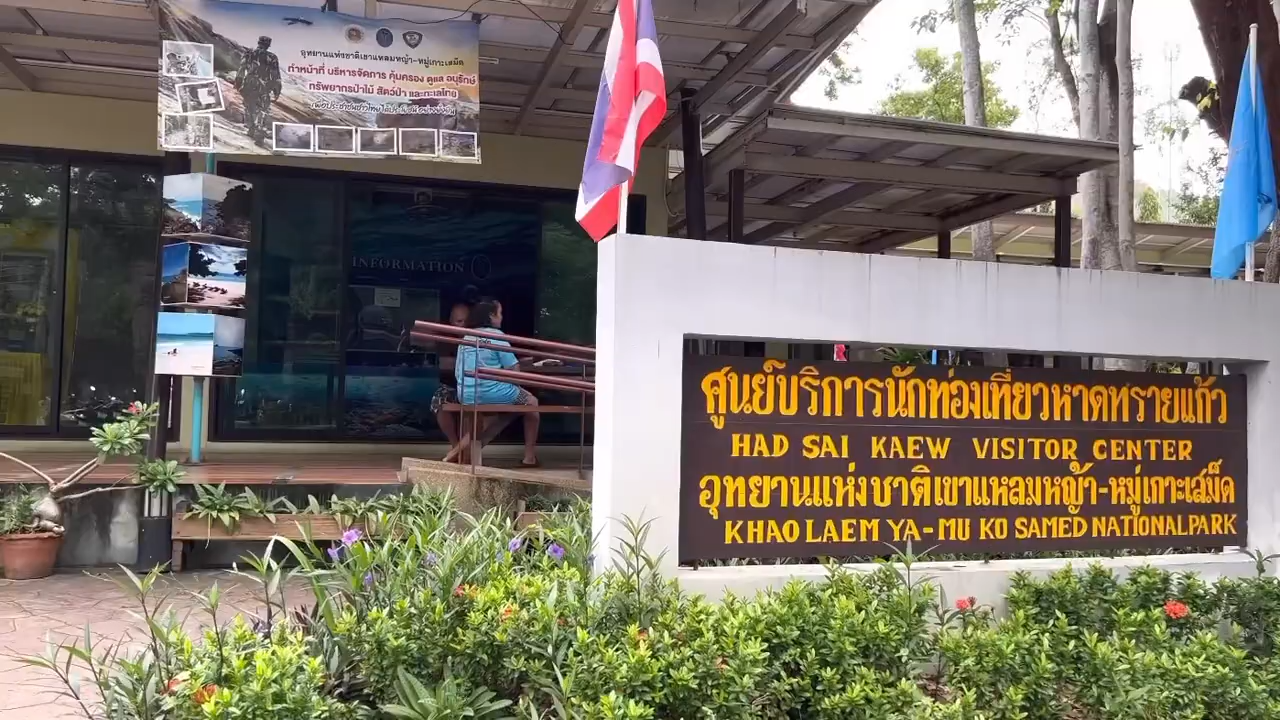 อุทยานแห่งชาติเขาแหลมหญ้า-หมู่เกาะเสม็ด
ทำหน้าที่ บริหารจัดการ คุ้มครอง ดูแล อนุรักษ์
ทรัพยากรป่าไม้ สัตว์ป่า และทะเลไทย
INFORMATION
ศูนย์บริการนักท่องเที่ยวหาดทรายแก้ว
HAD SAI KAEW VISITOR CENTER
อุทยานแห่งชาติเขาแหลมหญ้า-หมู่เกาะเสม็ด
KHAO LAEM YA-MU KO SAMED NATIONALPARK